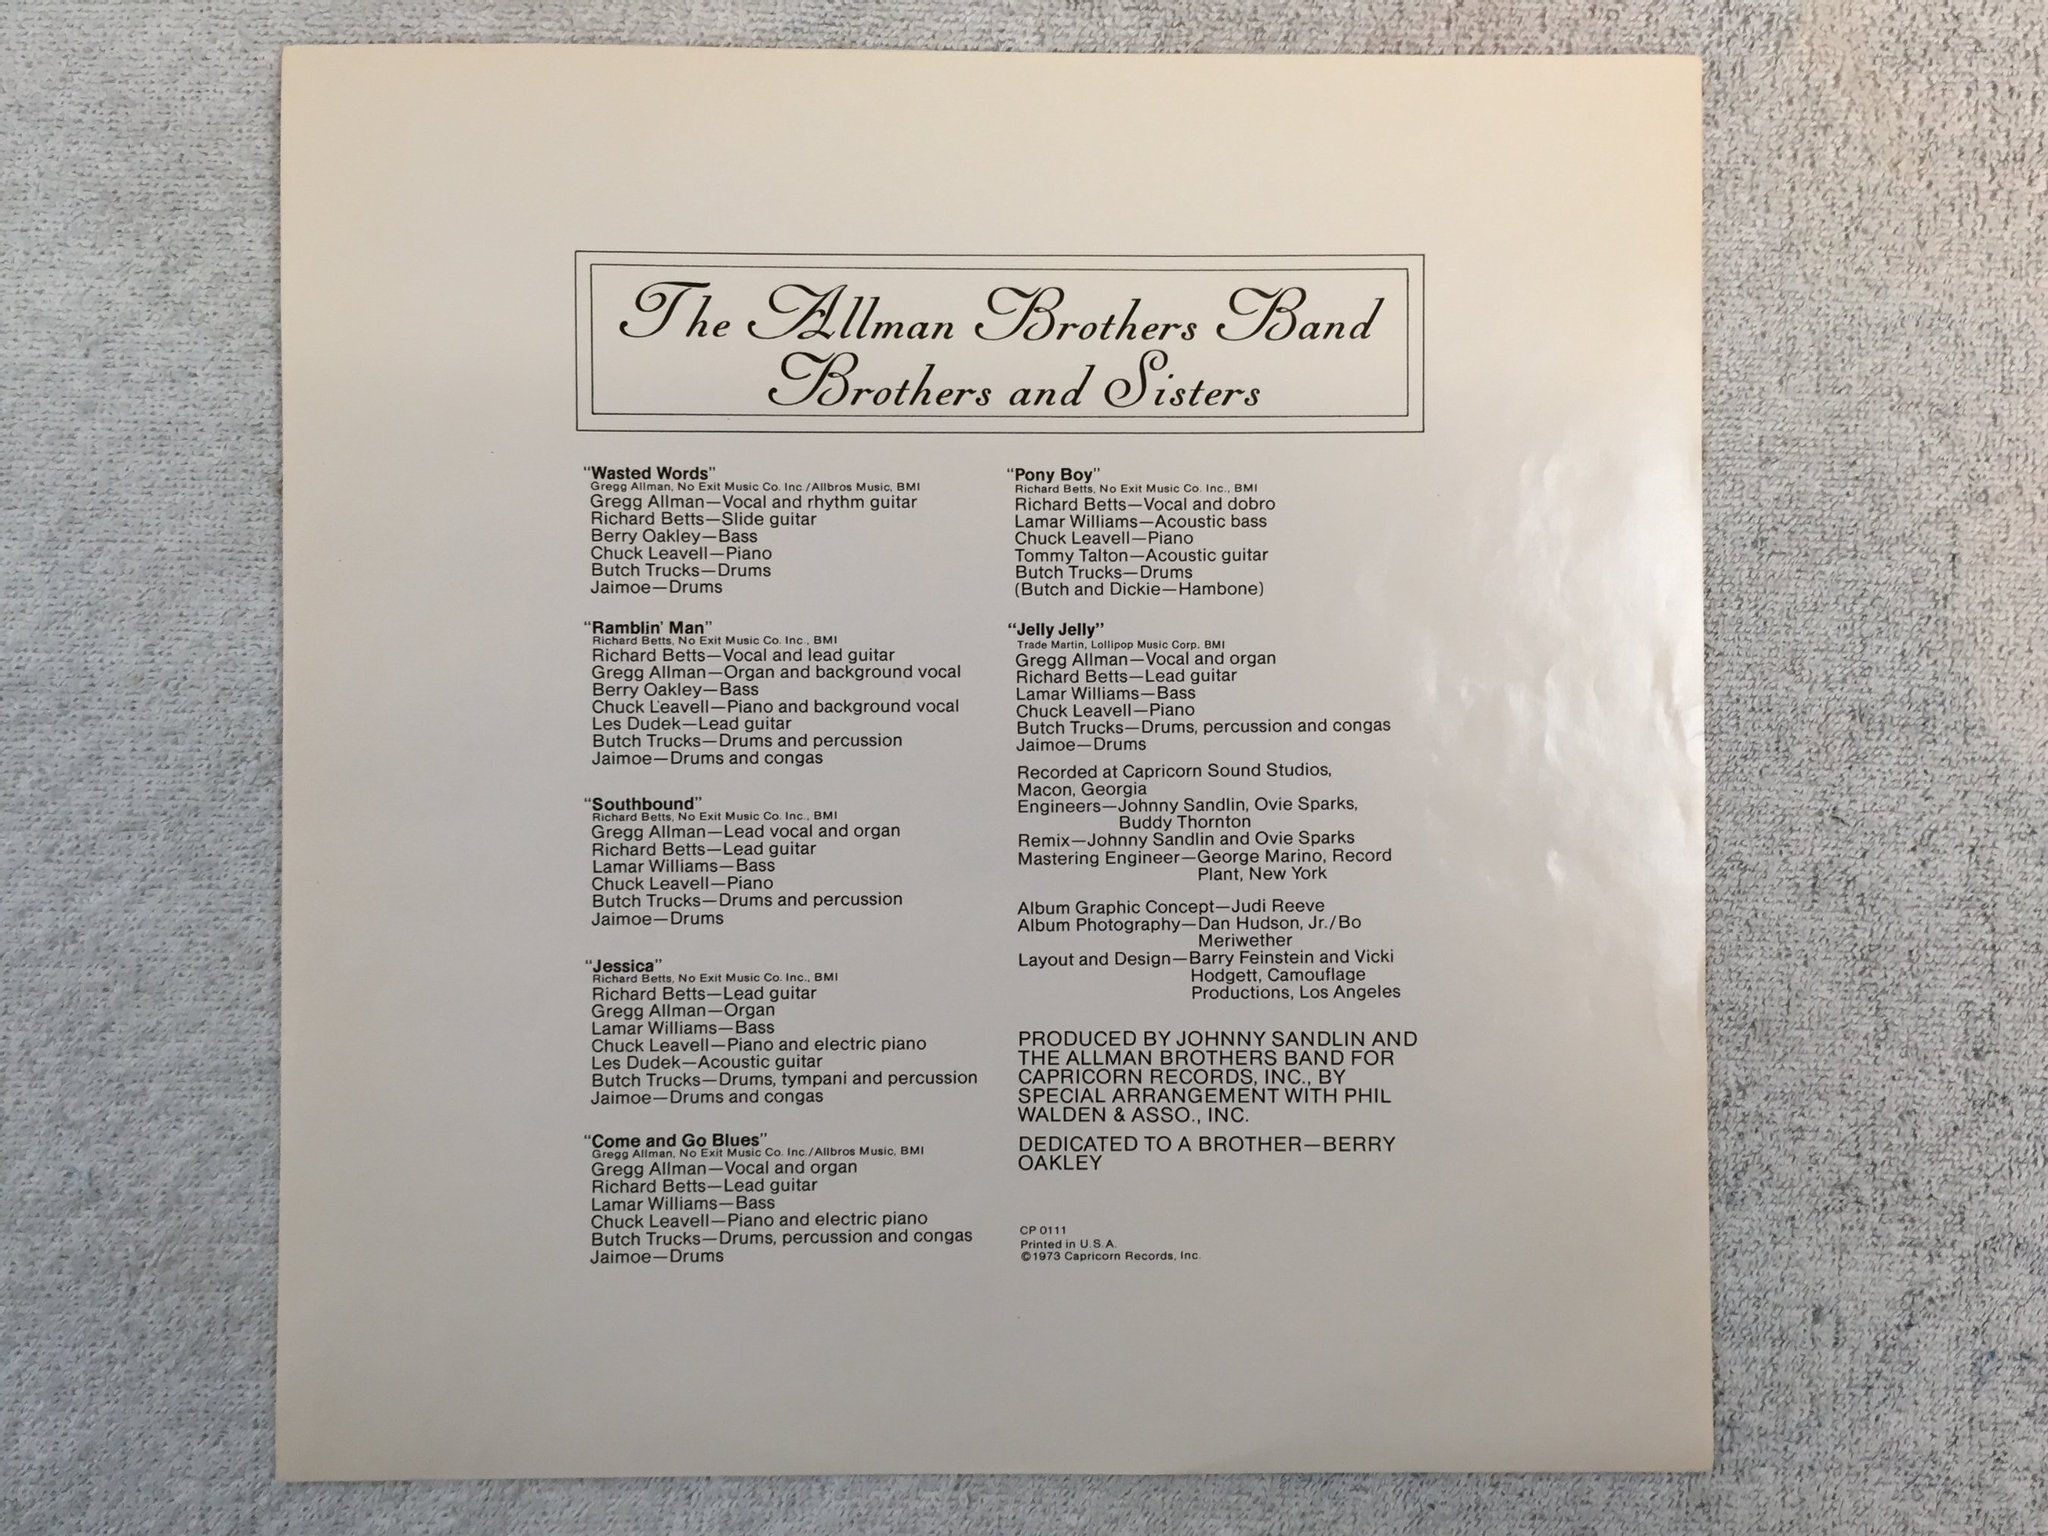 The Allman Brothers Band
Brothers and Sisters
"Wasted Words"
Gregg Allman, No Exit Music Co. Inc./Allbros Music, BMI
Gregg Allman—Vocal and rhythm guitar
Richard Betts—Slide guitar
Berry Oakley—Bass
Chuck Leavell—Piano
Butch Trucks—Drums
Jaimoe—Drums
"Ramblin' Man"
Richard Betts, No Exit Music Co. Inc., BMI
Richard Betts—Vocal and lead guitar
Gregg Allman—Organ and background vocal
Berry Oakley—Bass
Chuck Leavell—Piano and background vocal
Les Dudek—Lead guitar
Butch Trucks—Drums and percussion
Jaimoe—Drums and congas
"Southbound"
Richard Betts, No Exit Music Co. Inc., BMI
Gregg Allman—Lead vocal and organ
Richard Betts—Lead guitar
Lamar Williams—Bass
Chuck Leavell—Piano
Butch Trucks—Drums and percussion
Jaimoe—Drums
"Jessica"
Richard Betts, No Exit Music Co. Inc., BMI
Richard Betts—Lead guitar
Gregg Allman—Organ
Lamar Williams—Bass
Chuck Leavell—Piano and electric piano
Les Dudek—Acoustic guitar
Butch Trucks—Drums, tympani and percussion
Jaimoe—Drums and congas
"Come and Go Blues"
Gregg Allman, No Exit Music Co. Inc./Allbros Music, BMI
Gregg Allman—Vocal and organ
Richard Betts—Lead guitar
Lamar Williams—Bass
Chuck Leavell—Piano and electric piano
Butch Trucks—Drums, percussion and congas
Jaimoe—Drums
"Pony Boy"
Richard Betts, No Exit Music Co. Inc., BMI
Richard Betts—Vocal and dobro
Lamar Williams—Acoustic bass
Chuck Leavell—Piano
Tommy Talton—Acoustic guitar
Butch Trucks—Drums
(Butch and Dickie—Hambone)
"Jelly Jelly"
Trade Martin, Lollipop Music Corp. BMI
Gregg Allman—Vocal and organ
Richard Betts—Lead guitar
Lamar Williams—Bass
Chuck Leavell—Piano
Butch Trucks—Drums, percussion and congas
Jaimoe—Drums
Recorded at Capricorn Sound Studios,
Macon, Georgia
Engineers—Johnny Sandlin, Ovie Sparks,
Buddy Thornton
Remix—Johnny Sandlin and Ovie Sparks
Mastering Engineer—George Marino, Record
Plant, New York
Album Graphic Concept—Judi Reeve
Album Photography—Dan Hudson, Jr./Bo
Meriwether
Layout and Design—Barry Feinstein and Vicki
Hodgett, Camouflage
Productions, Los Angeles
PRODUCED BY JOHNNY SANDLIN AND
THE ALLMAN BROTHERS BAND FOR
CAPRICORN RECORDS, INC., BY
SPECIAL ARRANGEMENT WITH PHIL
WALDEN & ASSO., INC.
DEDICATED TO A BROTHER—BERRY
OAKLEY
CP 0111
Printed in U.S.A.
©1973 Capricorn Records, Inc.